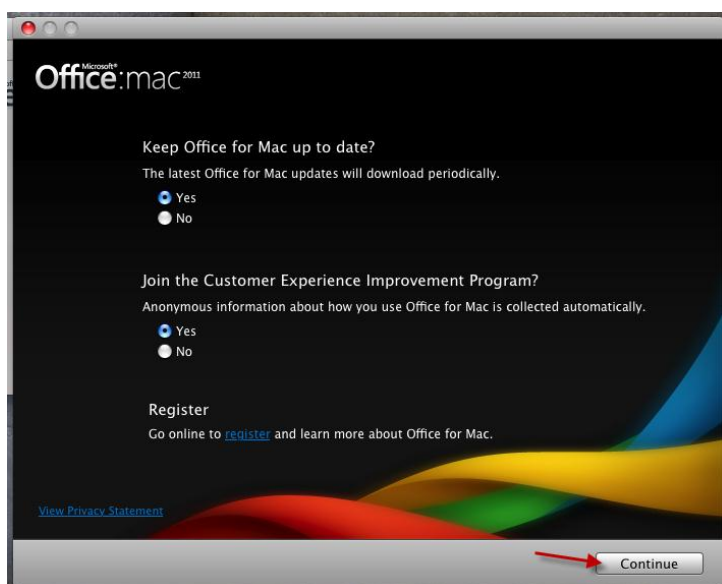 Microsoft®
Office:mac 2011
Keep Office for Mac up to date?
The latest Office for Mac updates will download periodically.
Yes
No
Join the Customer Experience Improvement Program?
Anonymous information about how you use Office for Mac is collected automatically.
Yes
No
Register
Go online to register and learn more about Office for Mac.
View Privacy Statement
Continue